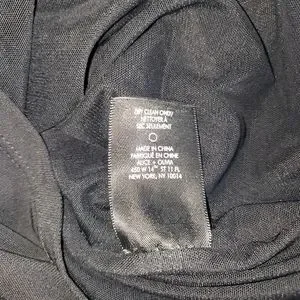 DRY CLEAN ONLY/
NETTOYER À
SEC SEULEMENT
MADE IN CHINA
FABRIQUÉ EN CHINE
ALICE + OLIVIA
450 W 14TH ST 11 FL
NEW YORK, NY 10014